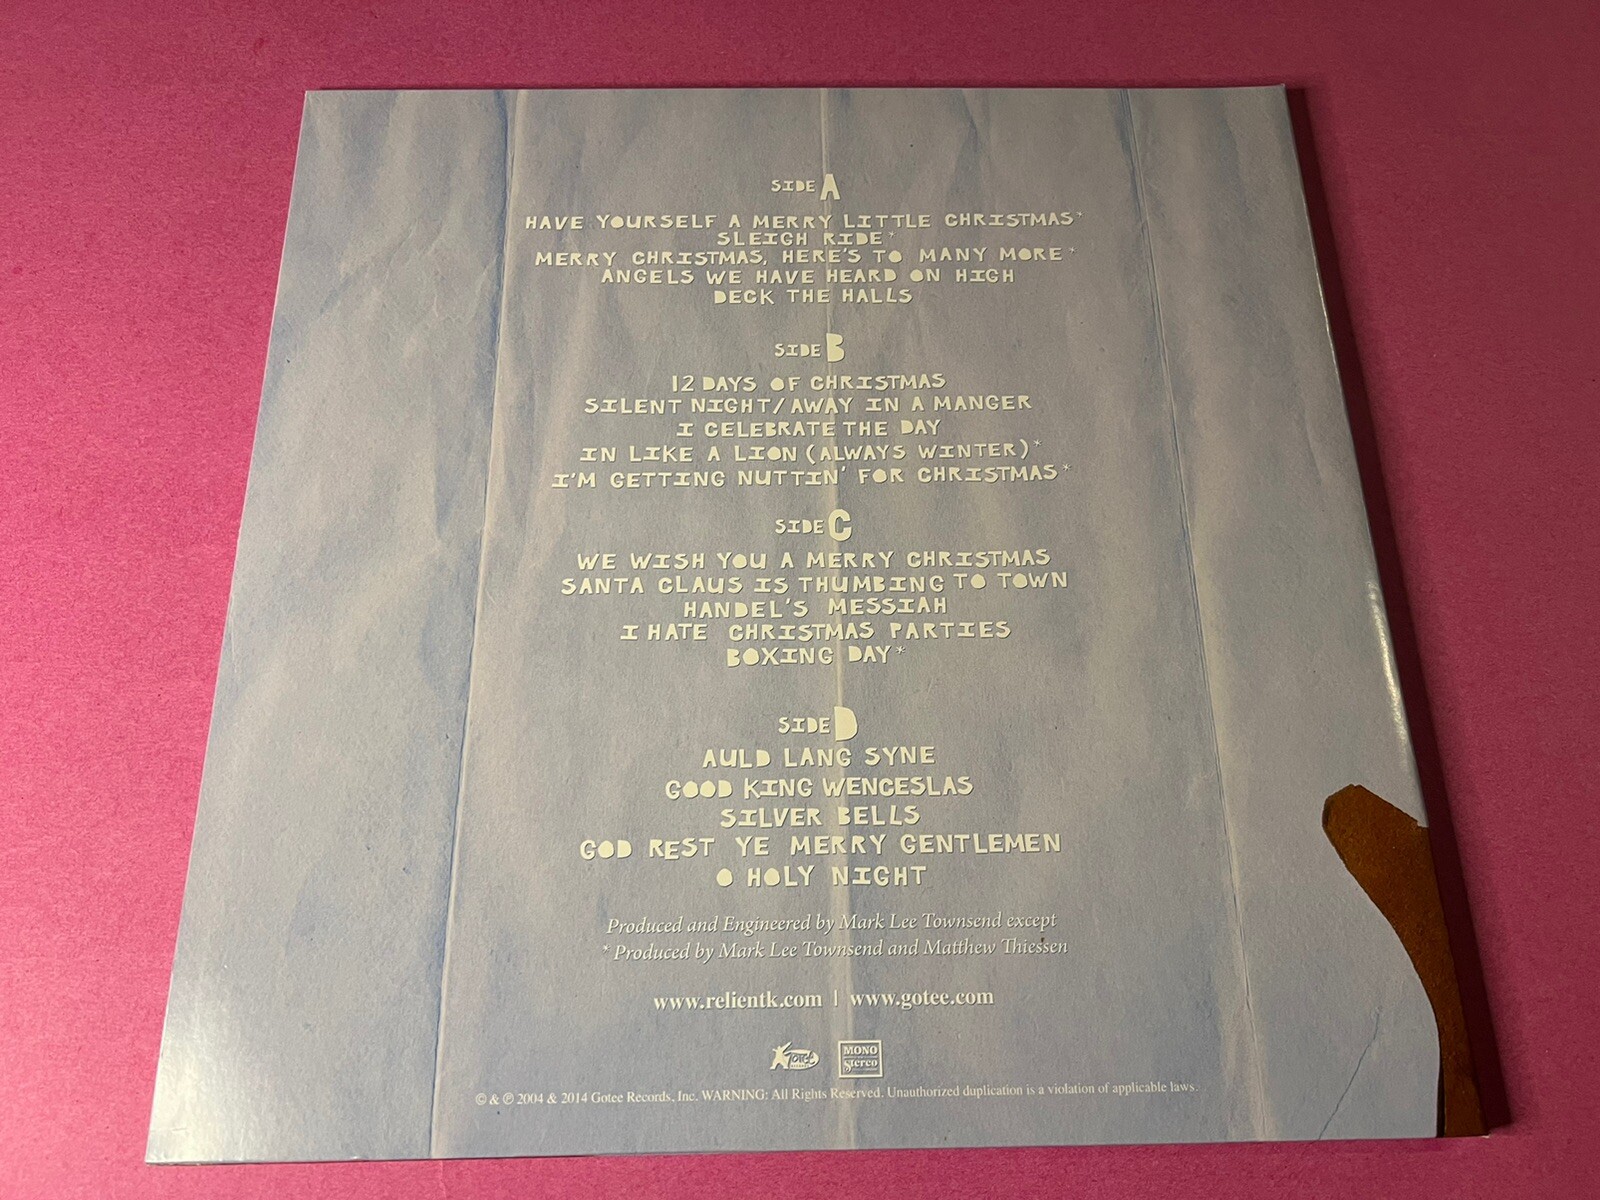 SIDE A
HAVE YOURSELF A MERRY LITTLE CHRISTMAS*
SLEIGH RIDE*
MERRY CHRISTMAS, HERE'S TO MANY MORE*
ANGELS WE HAVE HEARD ON HIGH
DECK THE HALLS
SIDE B
12 DAYS OF CHRISTMAS
SILENT NIGHT/AWAY IN A MANGER
I CELEBRATE THE DAY
IN LIKE A LION (ALWAYS WINTER)*
I'M GETTING NUTTIN' FOR CHRISTMAS*
SIDE C
WE WISH YOU A MERRY CHRISTMAS
SANTA CLAUS IS THUMBING TO TOWN
HANDEL'S MESSIAH
I HATE CHRISTMAS PARTIES
BOXING DAY*
SIDE D
AULD LANG SYNE
GOOD KING WENCESLAS
SILVER BELLS
GOD REST YE MERRY GENTLEMEN
O HOLY NIGHT
Produced and Engineered by Mark Lee Townsend except
*Produced by Mark Lee Townsend and Matthew Thiessen
www.relientk.com | www.gotee.com
Gotee
RECORDS
MONO
Stereo
© & ℗ 2004 & 2014 Gotee Records, Inc. WARNING: All Rights Reserved. Unauthorized duplication is a violation of applicable laws.